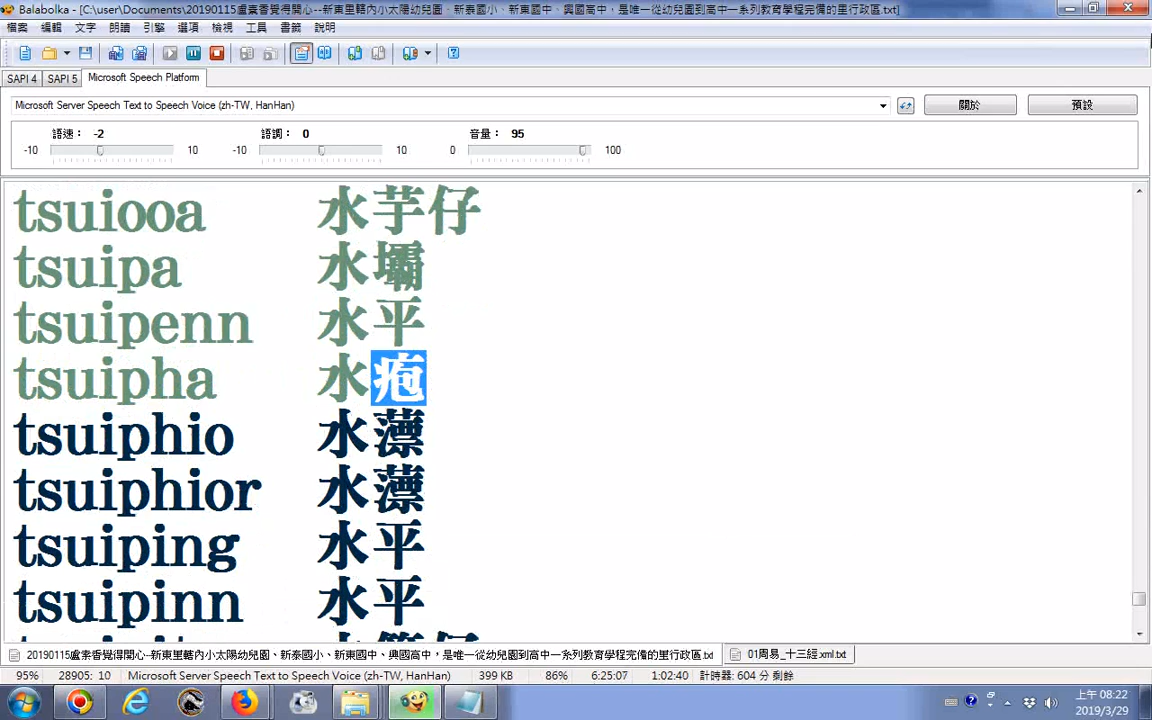 Balabolka - [C:\user\Documents\20190115盧素香覺得開心--新東里轄內小太陽幼兒園、新泰國小、新東國中、興國高中，是唯一從幼兒園到高中一系列教育學程完備的里行政區.txt]
檔案 編輯 文字 朗讀 引擎 選項 檢視 工具 書籤 說明
SAPI 4 SAPI 5 Microsoft Speech Platform
Microsoft Server Speech Text to Speech Voice (zh-TW, HanHan) 關於 預設
語速： -2 語調： 0 音量： 95
-10 10 -10 10 0 100
tsuiooa 水芋仔
tsuipa 水壩
tsuipenn 水平
tsuipha 水疱
tsuiphio 水薸
tsuiphior 水薸
tsuiping 水平
tsuipinn 水平
20190115盧素香覺得開心--新東里轄內小太陽幼兒園、新泰國小、新東國中、興國高中，是唯一從幼兒園到高中一系列教育學程完備的里行政區.txt 01周易_十三經.xml.txt
95% 28905: 10 Microsoft Server Speech Text to Speech Voice (zh-TW, HanHan) 399 KB 86% 6:25:07 1:02:40 計時器: 604 分 剩餘
上午 08:22
2019/3/29